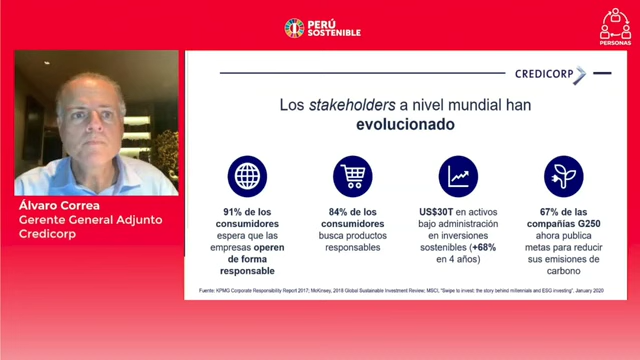 PERÚ
SOSTENIBLE
PERSONAS
CREDICORP
Los stakeholders a nivel mundial han
evolucionado
91% de los
consumidores
espera que las
empresas operen
de forma
responsable
84% de los
consumidores
busca productos
responsables
US$30T en activos
bajo administración
en inversiones
sostenibles (+68%
en 4 años)
67% de las
compañías G250
ahora publica
metas para reducir
sus emisiones de
carbono
Fuente: KPMG Corporate Responsibility Report 2017; McKinsey, 2018 Global Sustainable Investment Review; MSCI, "Swipe to invest: the story behind millennials and ESG investing", January 2020
Álvaro Correa
Gerente General Adjunto
Credicorp